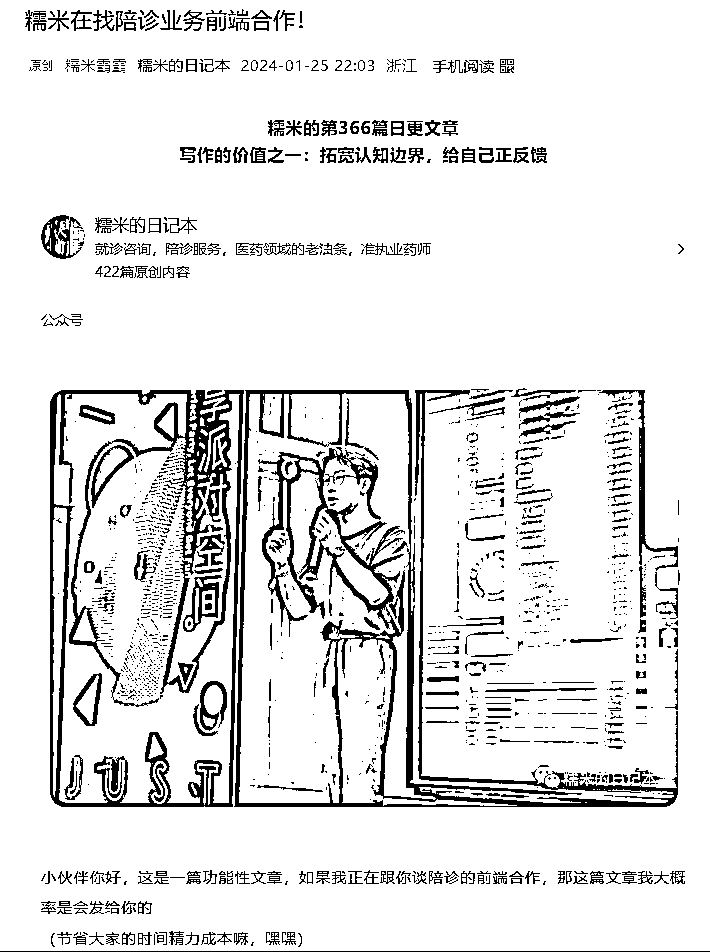 糯米在找陪诊业务前端合作！
原创 糯米霏霏 糯米的日记本 2024-01-25 22:03 浙江 手机阅读
糯米的第366篇日更文章
写作的价值之一：拓宽认知边界，给自己正反馈
糯米的日记本
就诊咨询，陪诊服务，医药领域的老油条，准执业药师
422篇原创内容
公众号
派对空间
JUST
糯米的日记本
小伙伴你好，这是一篇功能性文章，如果我正在跟你谈陪诊的前端合作，那这篇文章我大概
率是会发给你的
（节省大家的时间精力成本嘛，嘿嘿）